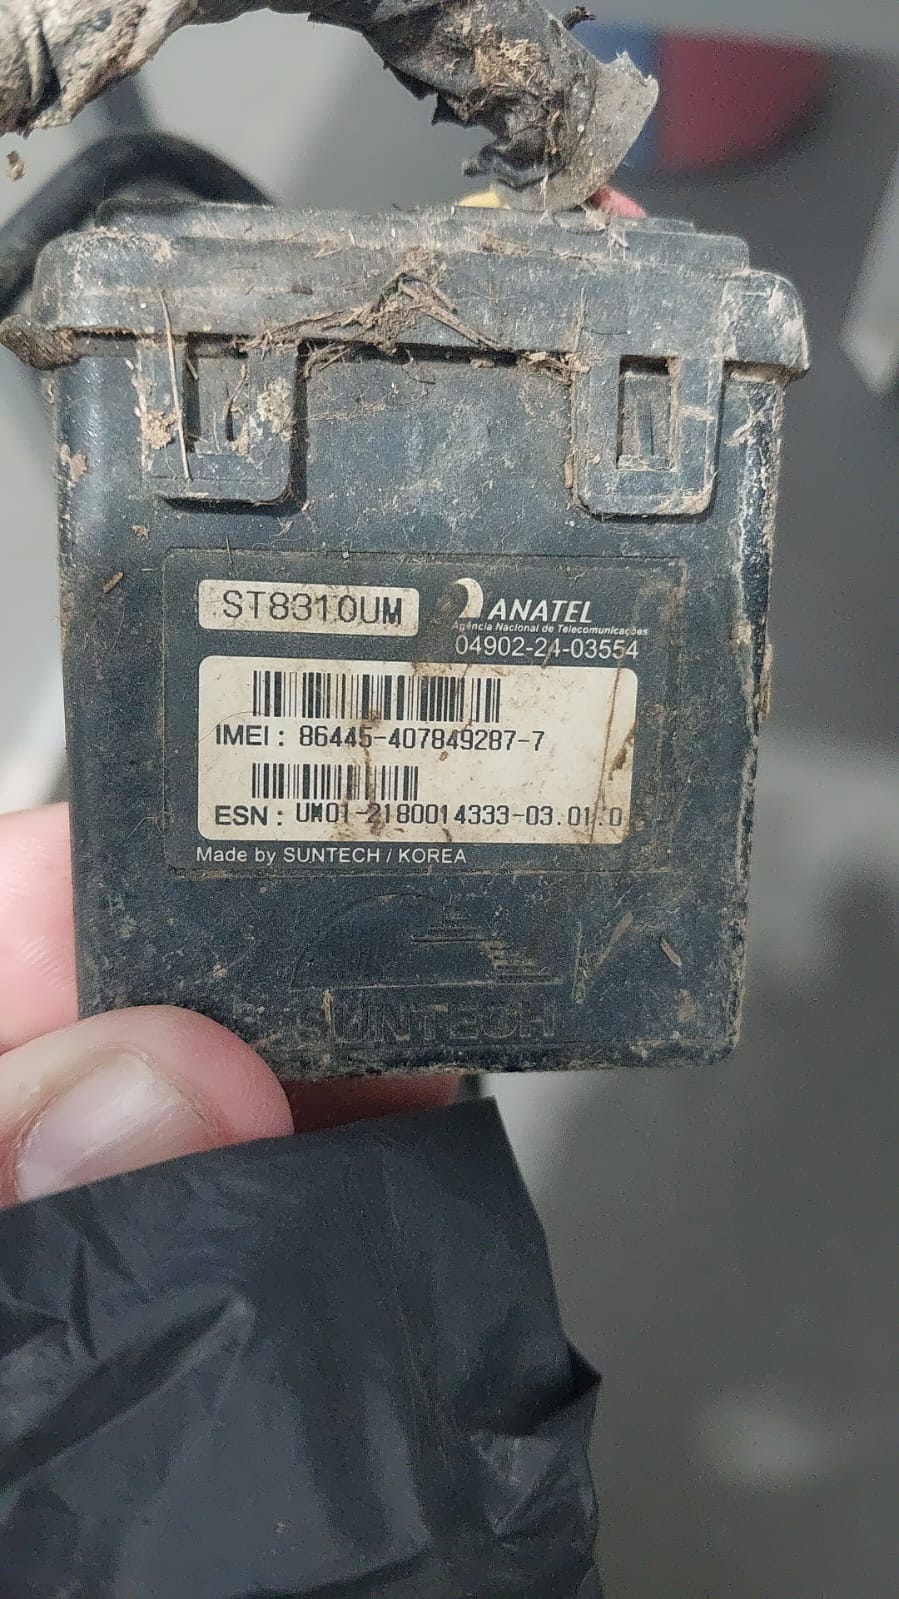 ST8310UM
ANATEL
Agência Nacional de Telecomunicações
04902-24-03554
IMEI: 86445-407849287-7
ESN: UM01-2180014333-03.01.0
Made by SUNTECH / KOREA
SUNTECH